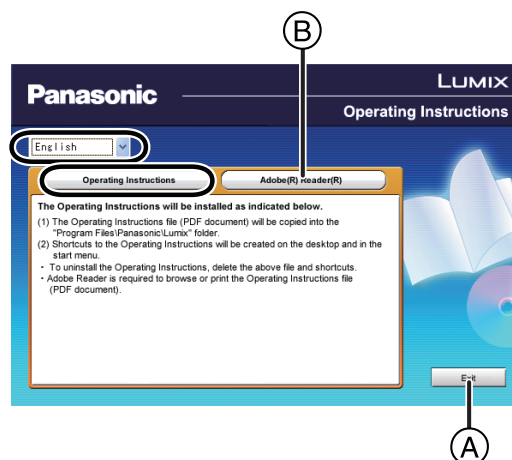 B
Panasonic
LUMIX
Operating Instructions
English
Operating Instructions
Adobe(R) Reader(R)
The Operating Instructions will be installed as indicated below.
(1) The Operating Instructions file (PDF document) will be copied into the
"Program Files\Panasonic\Lumix" folder.
(2) Shortcuts to the Operating Instructions will be created on the desktop and in the
start menu.
・ To uninstall the Operating Instructions, delete the above file and shortcuts.
・ Adobe Reader is required to browse or print the Operating Instructions file
(PDF document).
Exit
A